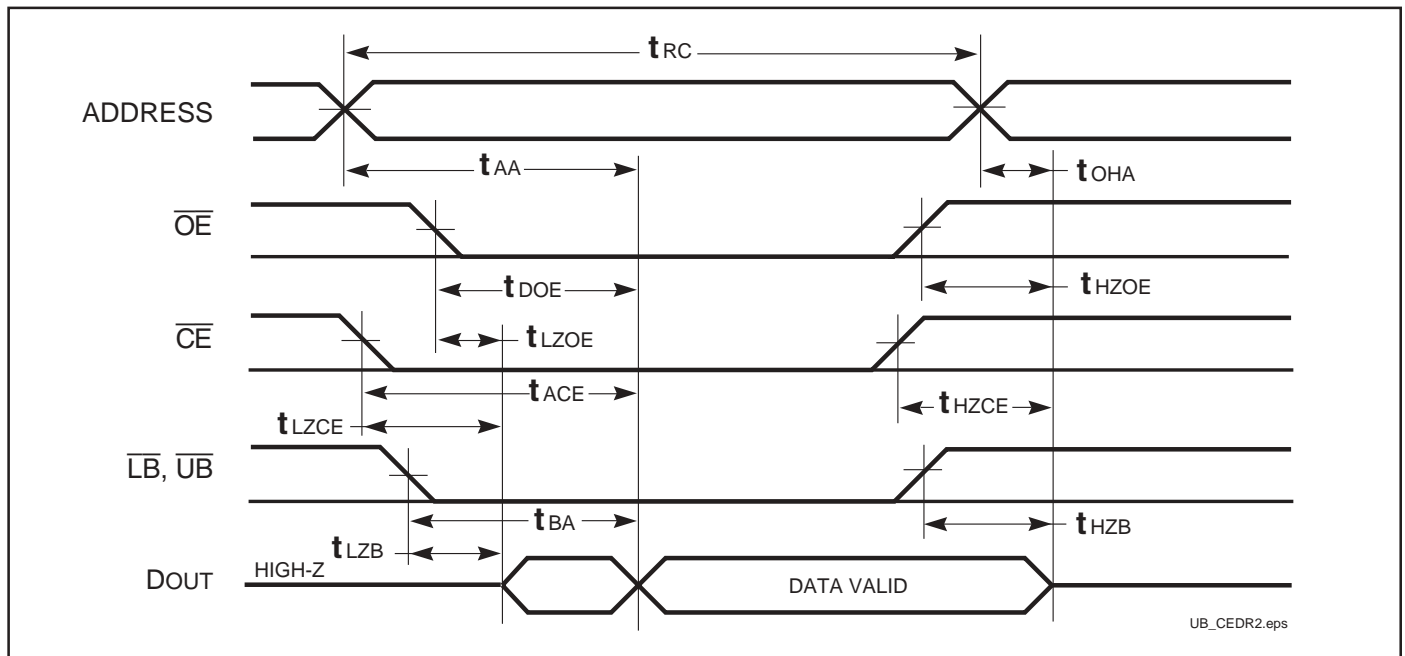 tRC
ADDRESS
tAA
tOHA
OE
tDOE
tHZOE
CE
tLZOE
tACE
tHZCE
tLZCE
LB, UB
tBA
tHZB
tLZB
DOUT
HIGH-Z
DATA VALID
UB_CEDR2.eps